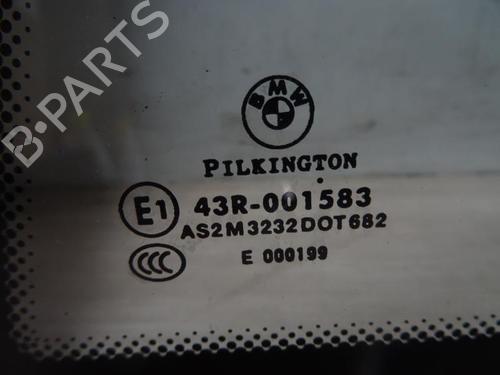 B-PARTS
BMW
PILKINGTON
E1 43R-001583
AS2M3232DOT682
CCC E 000199